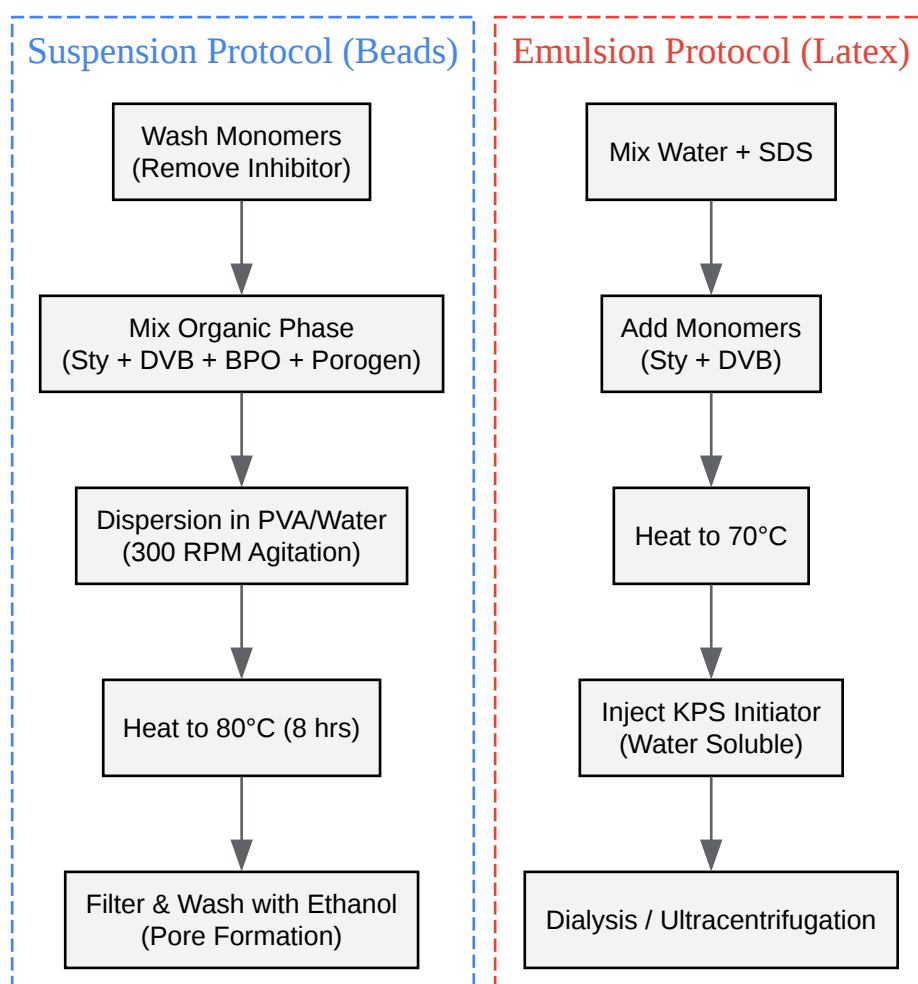 Suspension Protocol (Beads)
Wash Monomers
(Remove Inhibitor)
Mix Organic Phase
(Sty + DVB + BPO + Porogen)
Dispersion in PVA/Water
(300 RPM Agitation)
Heat to 80°C (8 hrs)
Filter & Wash with Ethanol
(Pore Formation)
Emulsion Protocol (Latex)
Mix Water + SDS
Add Monomers
(Sty + DVB)
Heat to 70°C
Inject KPS Initiator
(Water Soluble)
Dialysis / Ultracentrifugation